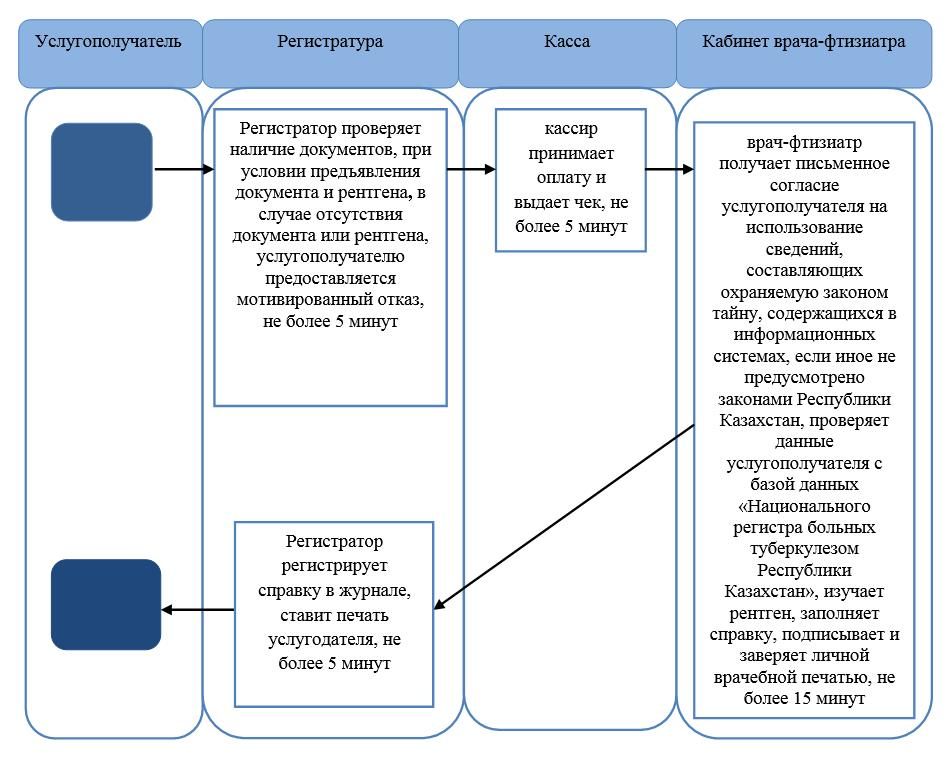 Услугополучатель
Регистратура
Касса
Кабинет врача-фтизиатра
Регистратор проверяет
наличие документов, при
условии предъявления
документа и рентгена, в
случае отсутствия
документа или рентгена,
услугополучателю
предоставляется
мотивированный отказ,
не более 5 минут
кассир
принимает
оплату и
выдает чек, не
более 5 минут
врач-фтизиатр
получает письменное
согласие
услугополучателя на
использование
сведений,
составляющих
охраняемую законом
тайну, содержащихся в
информационных
системах, если иное не
предусмотрено
законами Республики
Казахстан, проверяет
данные
услугополучателя с
базой данных
«Национального
регистра больных
туберкулезом
Республики
Казахстан», изучает
рентген, заполняет
справку, подписывает и
заверяет личной
врачебной печатью, не
более 15 минут
Регистратор
регистрирует
справку в журнале,
ставит печать
услугодателя, не
более 5 минут